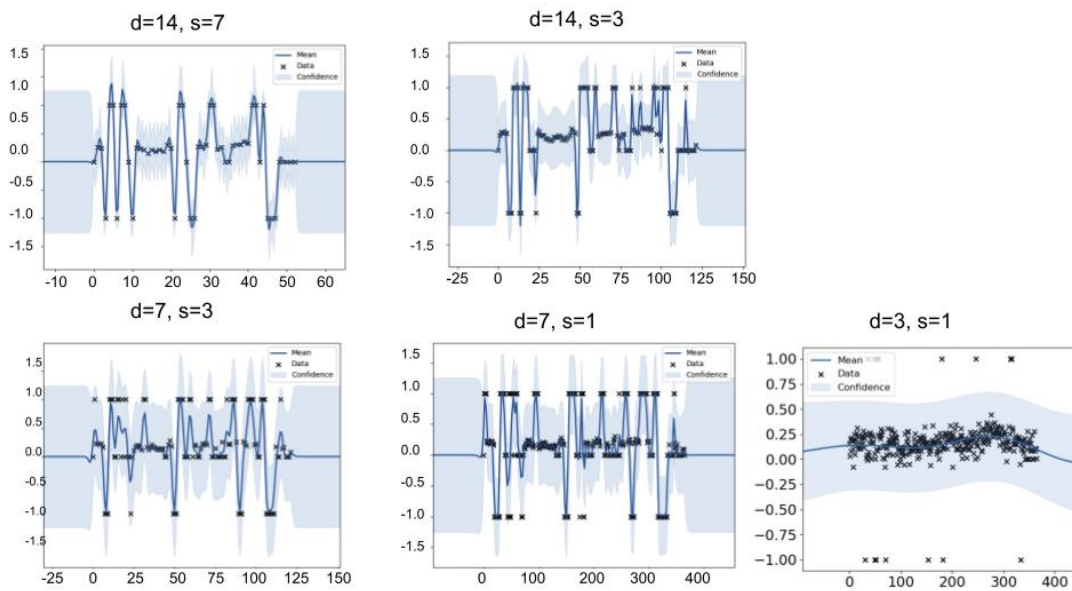 d=14, s=7
d=14, s=3
1.5
1.0
0.5
0.0
-0.5
-1.0
-1.5
Mean
Data
Confidence
-10 0 10 20 30 40 50 60
1.5
1.0
0.5
0.0
-0.5
-1.0
-1.5
Mean
Data
Confidence
-25 0 25 50 75 100 125 150
d=7, s=3
d=7, s=1
d=3, s=1
1.5
1.0
0.5
0.0
-0.5
-1.0
-1.5
Mean
Data
Confidence
-25 0 25 50 75 100 125 150
1.5
1.0
0.5
0.0
-0.5
-1.0
-1.5
Mean
Data
Confidence
0 100 200 300 400
1.00
0.75
0.50
0.25
0.00
-0.25
-0.50
-0.75
-1.00
Mean
Data
Confidence
0 100 200 300 400